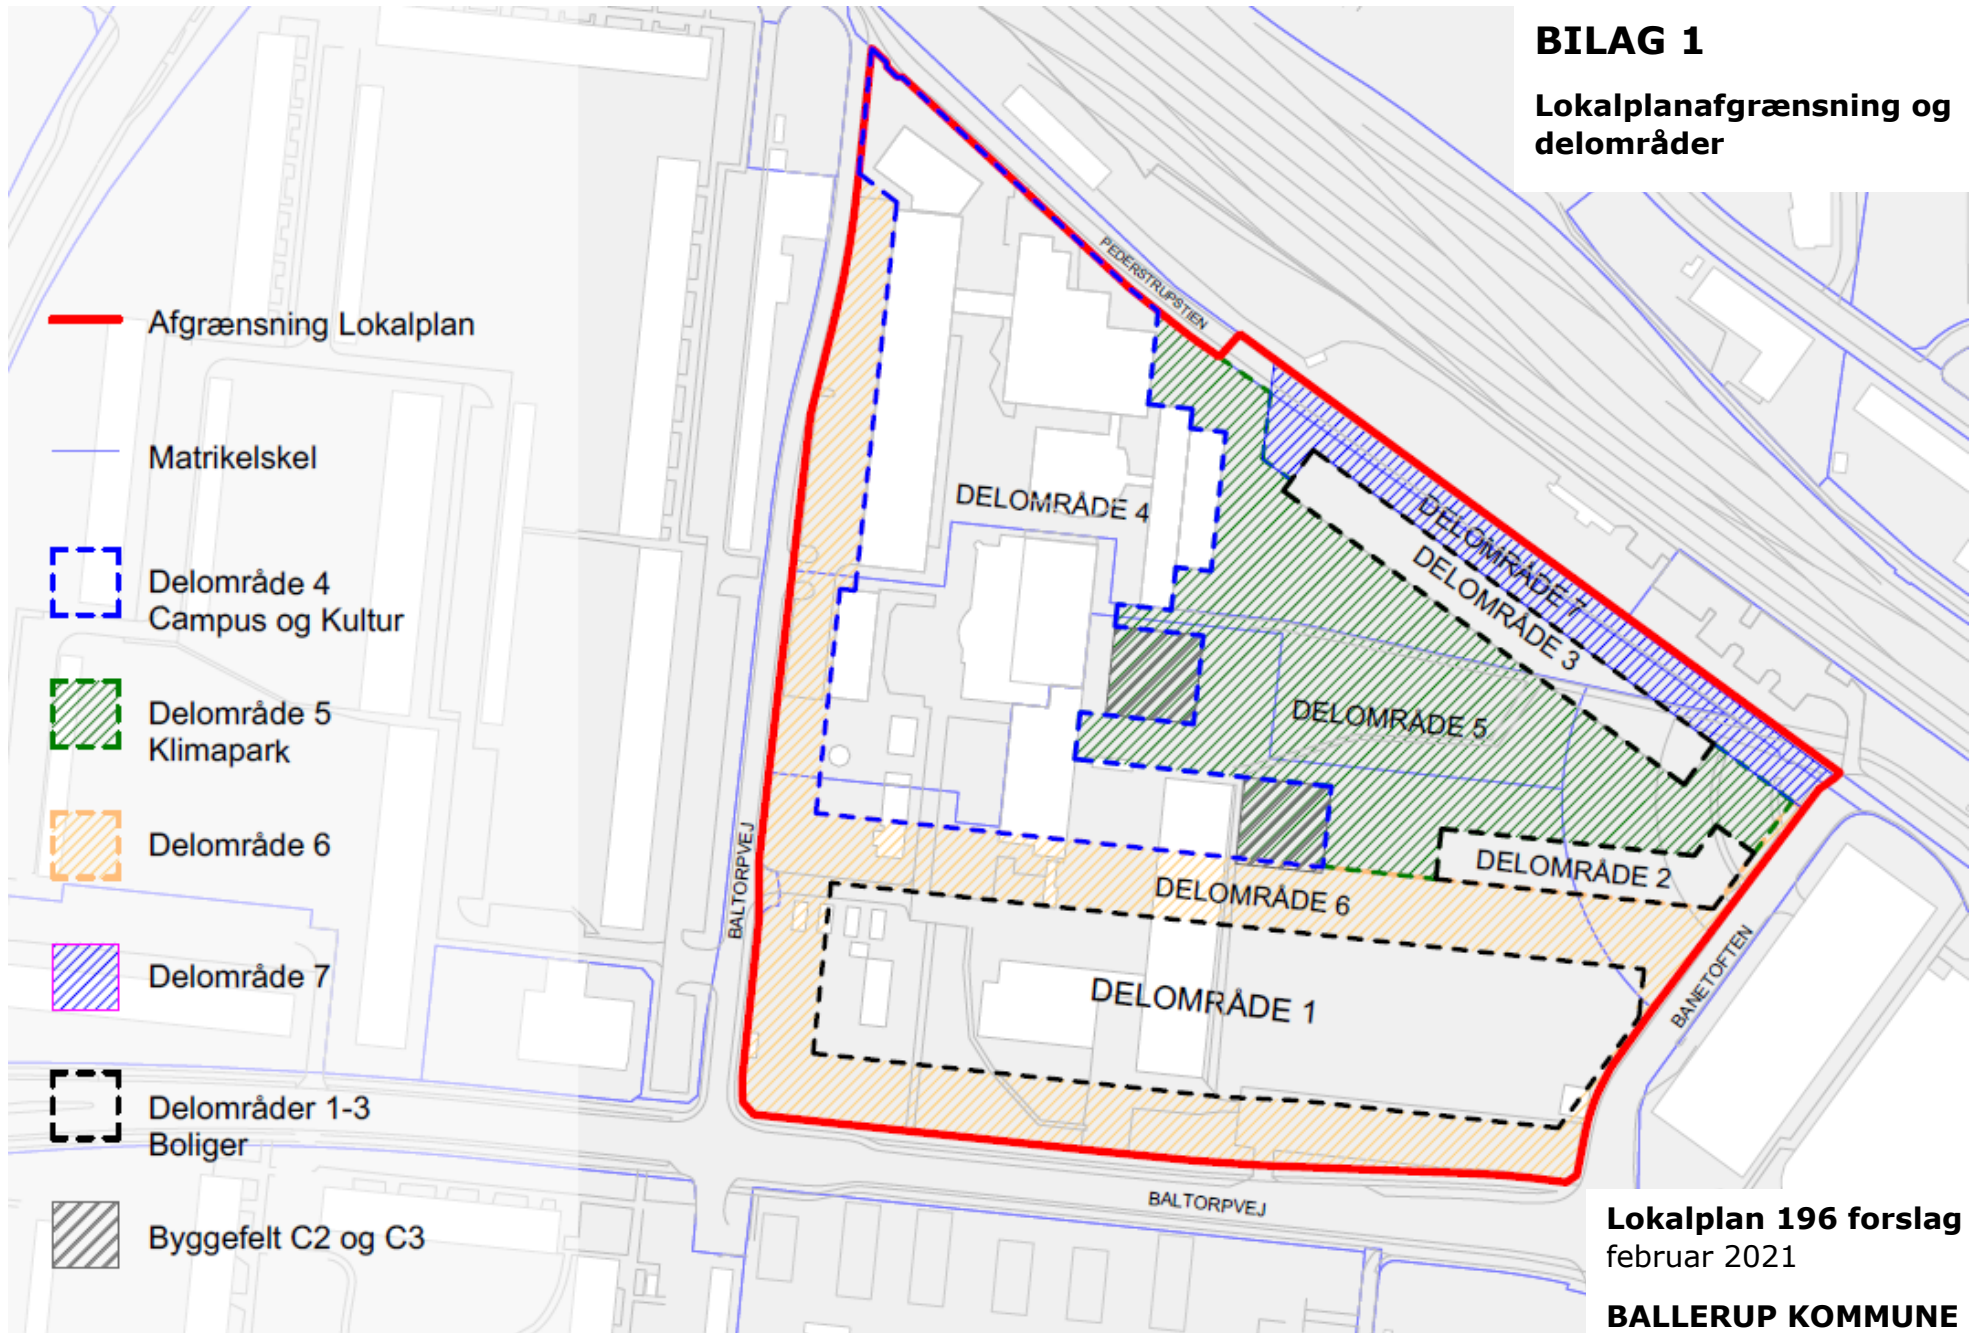 BILAG 1
Lokalplanafgrænsning og
delområder
Afgrænsning Lokalplan
Matrikelskel
Delområde 4
Campus og Kultur
Delområde 5
Klimapark
Delområde 6
Delområde 7
Delområder 1-3
Boliger
Byggefelt C2 og C3
PEDERSTRUPSTIEN
DELOMRÅDE 4
DELOMRÅDE 7
DELOMRÅDE 3
DELOMRÅDE 5
DELOMRÅDE 2
DELOMRÅDE 6
DELOMRÅDE 1
BALTORPVEJ
BANETOFTEN
BALTORPVEJ
Lokalplan 196 forslag
februar 2021
BALLERUP KOMMUNE